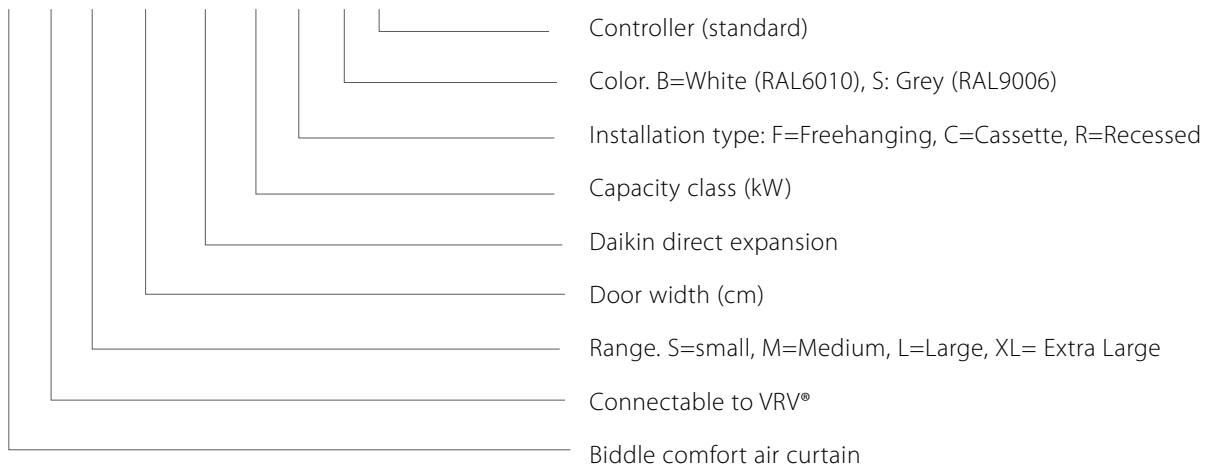 Controller (standard)
Color. B=White (RAL6010), S: Grey (RAL9006)
Installation type: F=Freehanging, C=Cassette, R=Recessed
Capacity class (kW)
Daikin direct expansion
Door width (cm)
Range. S=small, M=Medium, L=Large, XL= Extra Large
Connectable to VRV®
Biddle comfort air curtain